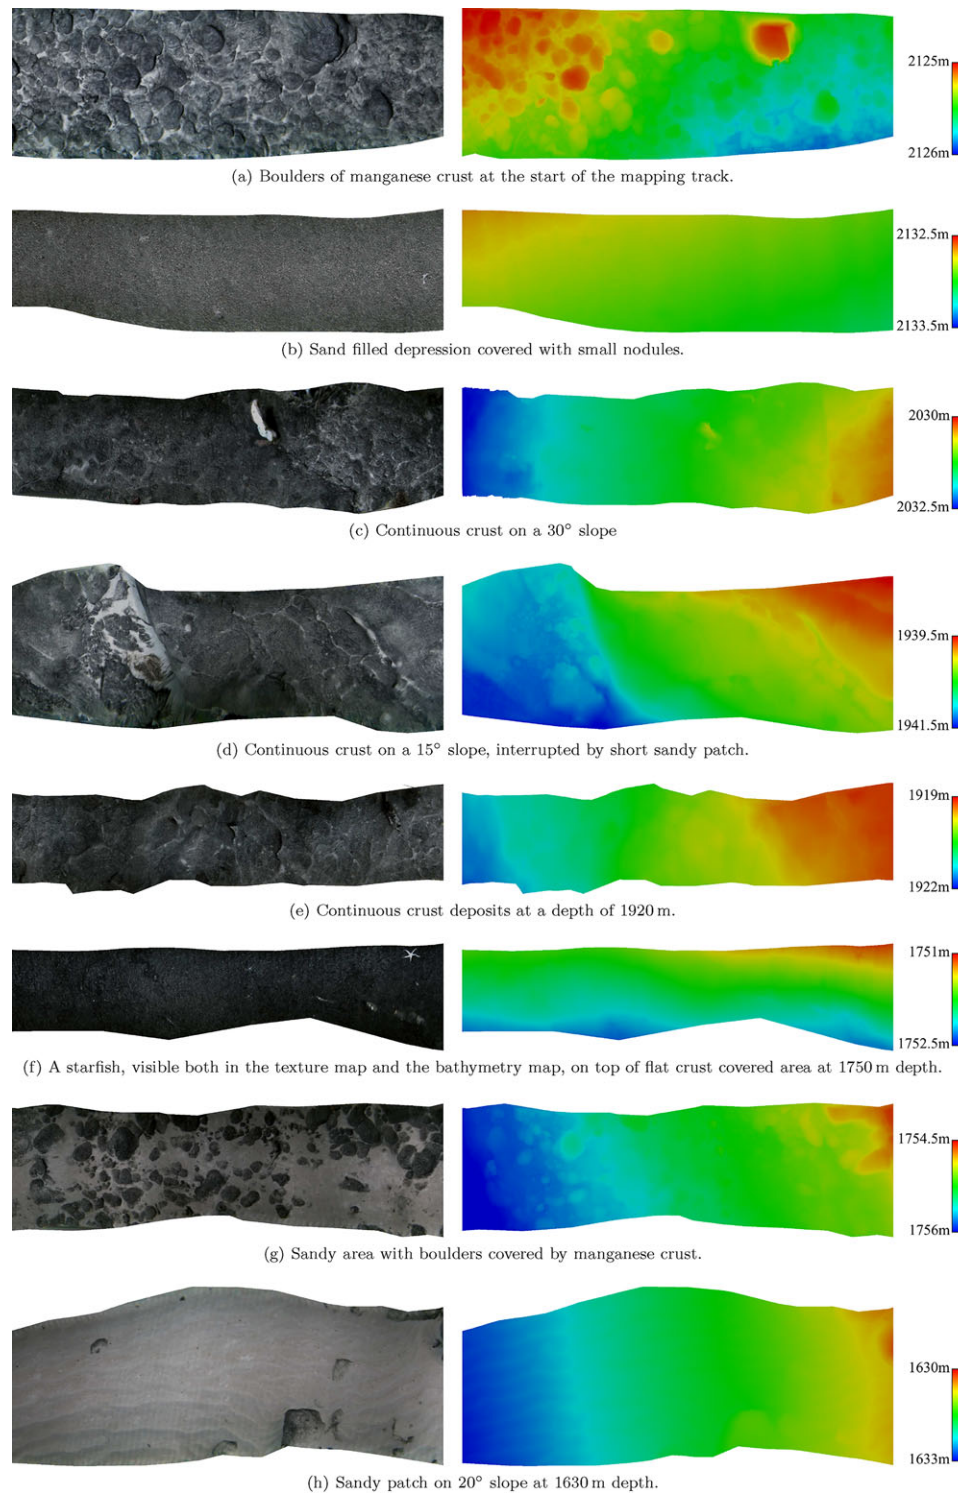 2125m
2126m
(a) Boulders of manganese crust at the start of the mapping track.
2132.5m
2133.5m
(b) Sand filled depression covered with small nodules.
2030m
2032.5m
(c) Continuous crust on a 30° slope
1939.5m
1941.5m
(d) Continuous crust on a 15° slope, interrupted by short sandy patch.
1919m
1922m
(e) Continuous crust deposits at a depth of 1920 m.
1751m
1752.5m
(f) A starfish, visible both in the texture map and the bathymetry map, on top of flat crust covered area at 1750 m depth.
1754.5m
1756m
(g) Sandy area with boulders covered by manganese crust.
1630m
1633m
(h) Sandy patch on 20° slope at 1630 m depth.